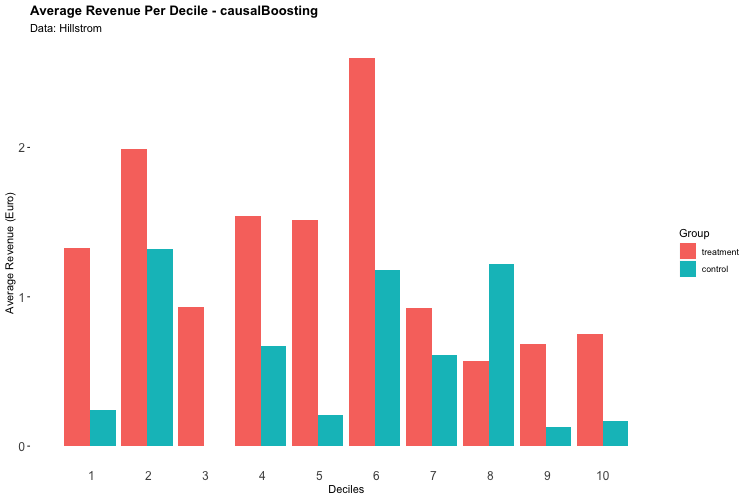 Average Revenue Per Decile - causalBoosting
Data: Hillstrom
Average Revenue (Euro)
2
1
0
1 2 3 4 5 6 7 8 9 10
Deciles
Group
treatment
control